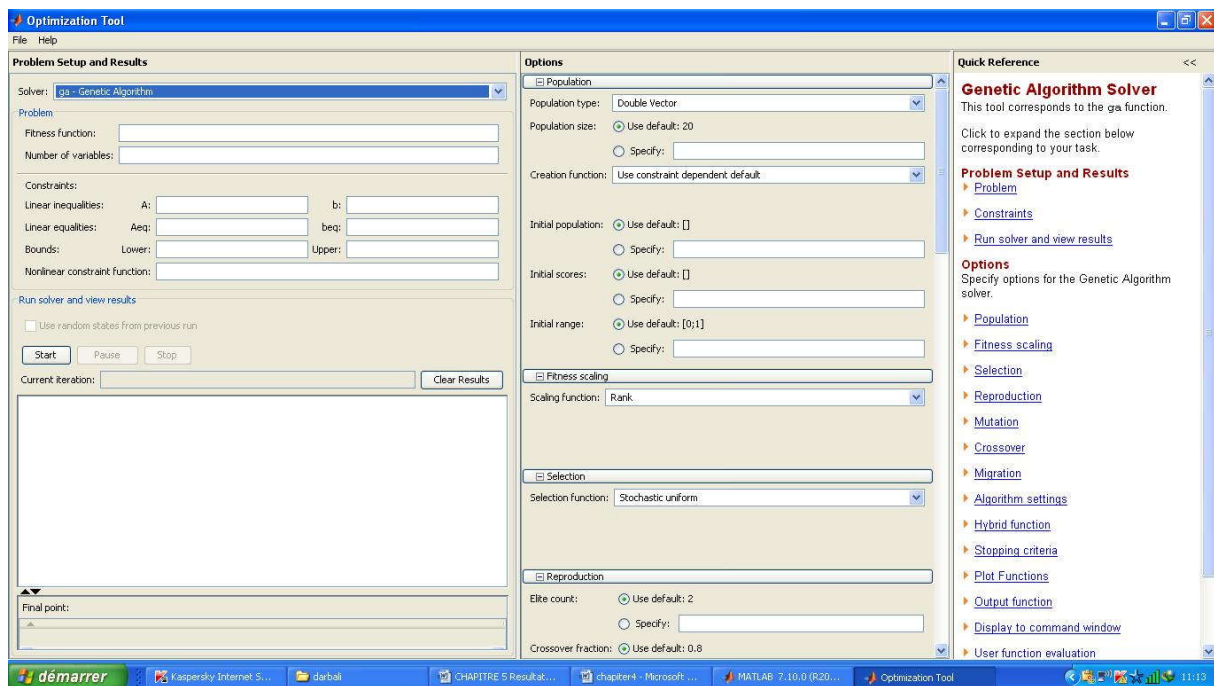 Optimization Tool
File Help
Problem Setup and Results
Solver: ga - Genetic Algorithm
Problem
Fitness function:
Number of variables:
Constraints:
Linear inequalities: A: b:
Linear equalities: Aeq: beq:
Bounds: Lower: Upper:
Nonlinear constraint function:
Run solver and view results
Use random states from previous run
Start Pause Stop
Current iteration: Clear Results
Final point:
Options
Population
Population type: Double Vector
Population size: Use default: 20
Specify:
Creation function: Use constraint dependent default
Initial population: Use default: []
Specify:
Initial scores: Use default: []
Specify:
Initial range: Use default: [0;1]
Specify:
Fitness scaling
Scaling function: Rank
Selection
Selection function: Stochastic uniform
Reproduction
Elite count: Use default: 2
Specify:
Crossover fraction: Use default: 0.8
Quick Reference <<
Genetic Algorithm Solver
This tool corresponds to the ga function.
Click to expand the section below
corresponding to your task.
Problem Setup and Results
Problem
Constraints
Run solver and view results
Options
Specify options for the Genetic Algorithm
solver.
Population
Fitness scaling
Selection
Reproduction
Mutation
Crossover
Migration
Algorithm settings
Hybrid function
Stopping criteria
Plot Functions
Output function
Display to command window
User function evaluation
démarrer Kaspersky Internet S... darbali CHAPITRE 5 Resultat... chapiter4 - Microsoft ... MATLAB 7.10.0 (R20... Optimization Tool 11:13